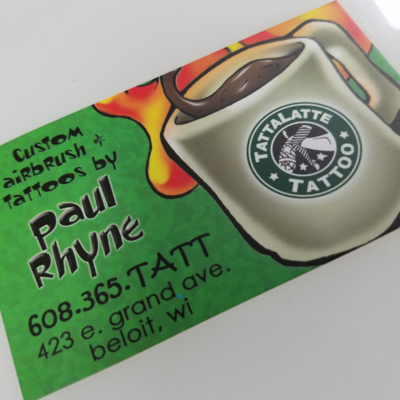 Custom
airbrush +
tattoos by
Paul
Rhyne
608.365.TATT
423 e. grand ave.
beloit, wi
TATTALATTE
TATTOO